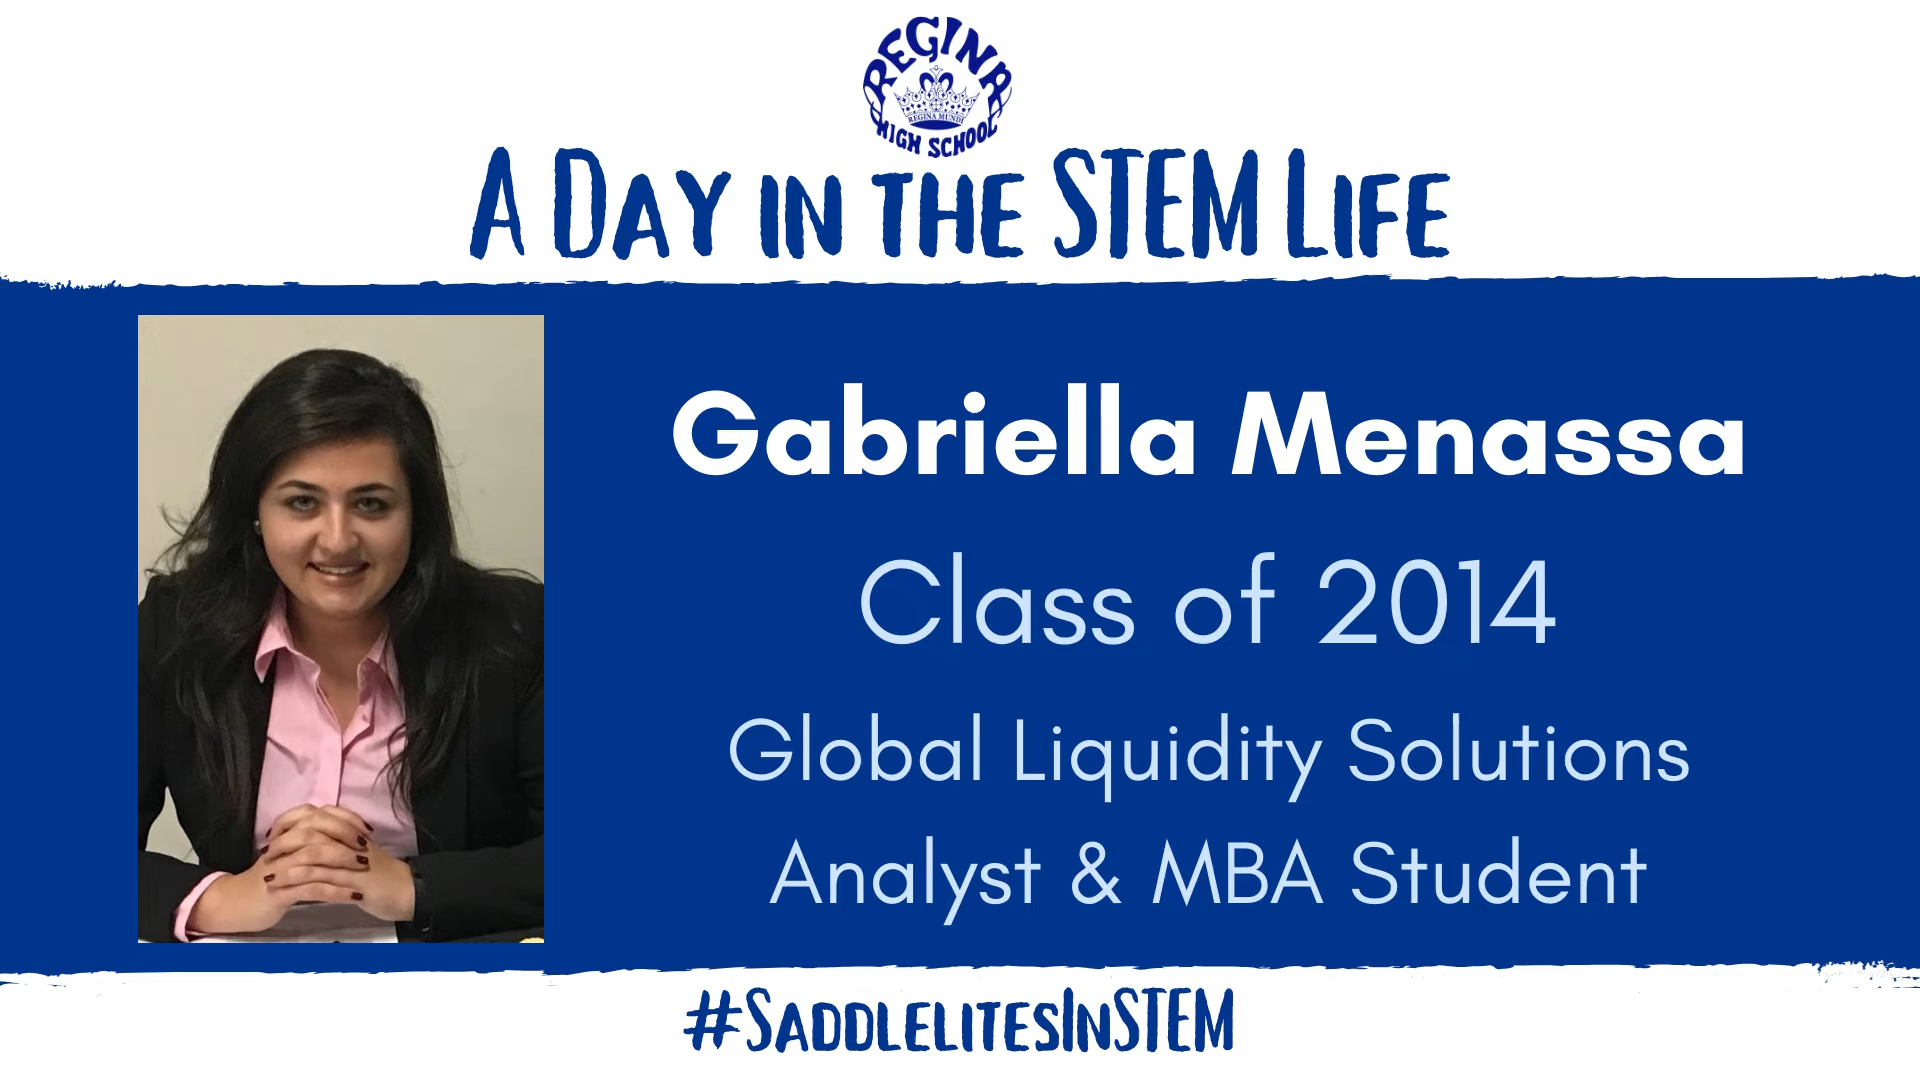 REGINA
REGINA MUNDI
HIGH SCHOOL
A DAY IN THE STEM LIFE
Gabriella Menassa
Class of 2014
Global Liquidity Solutions
Analyst & MBA Student
#SADDLELITESINSTEM